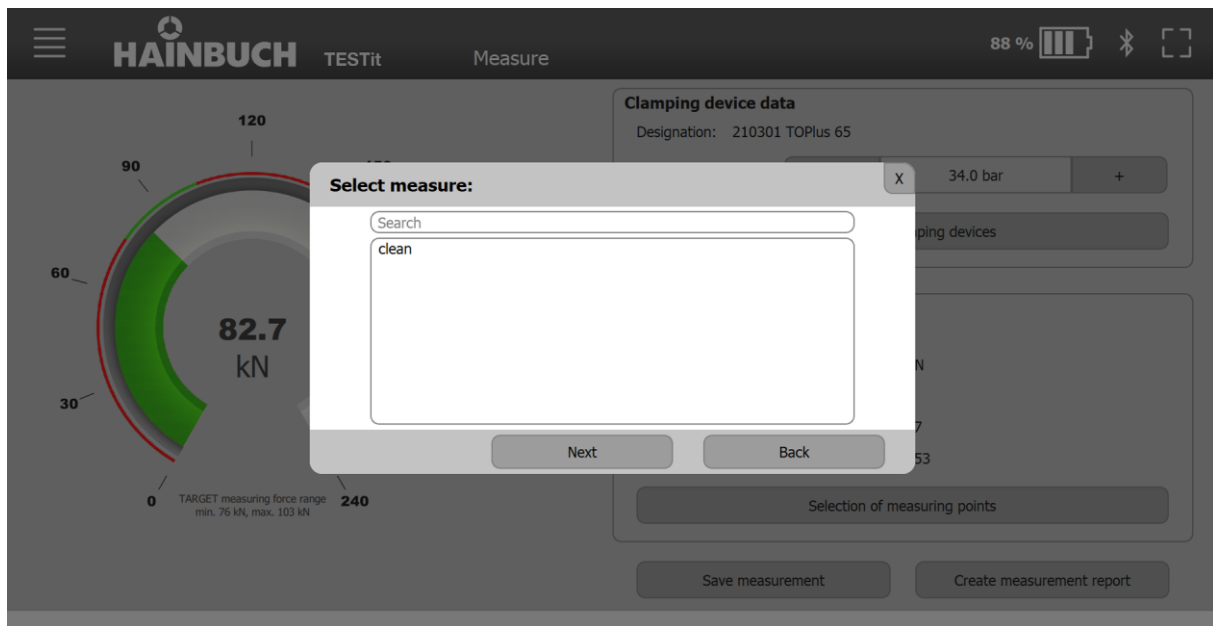 HAINBUCH TESTit Measure 88 %
Clamping device data
Designation: 210301 TOPlus 65
34.0 bar +
ping devices
120
90
60
30
0
240
82.7
kN
TARGET measuring force range
min. 76 kN, max. 103 kN
Select measure: X
Search
clean
Next Back
N
7
53
Selection of measuring points
Save measurement Create measurement report